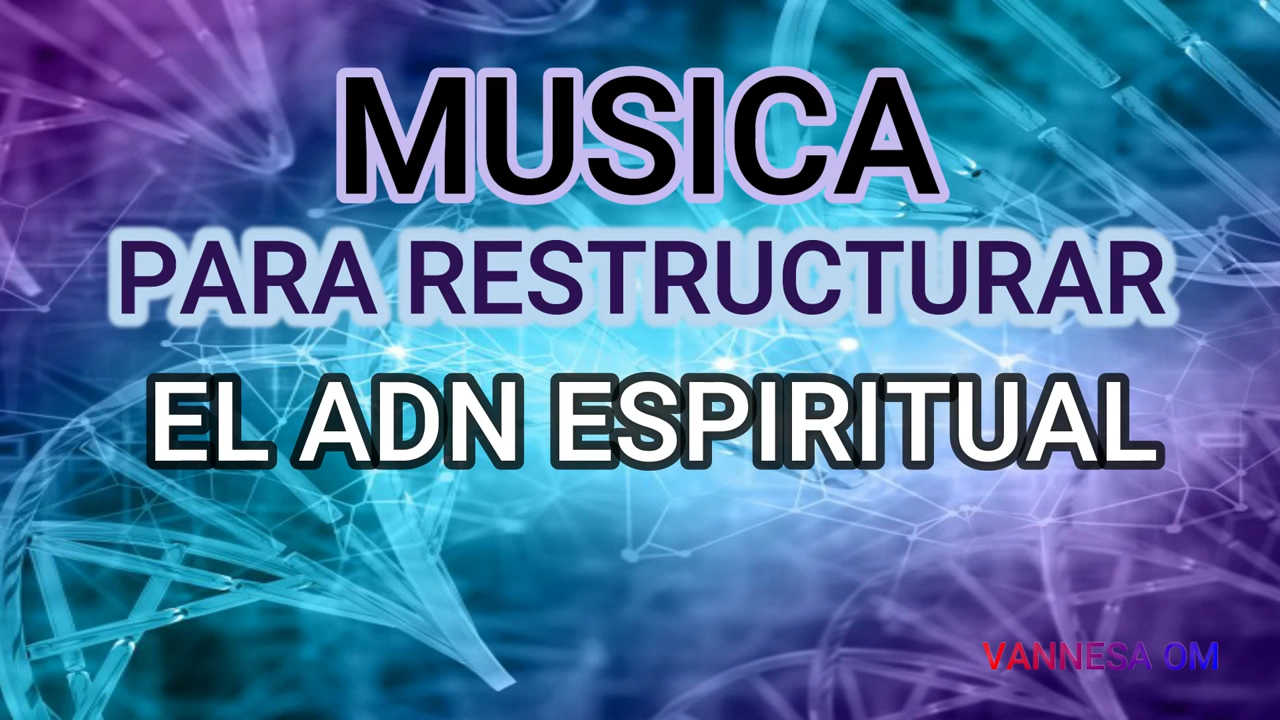 MUSICA
PARA RESTRUCTURAR
EL ADN ESPIRITUAL
VANNESA OM